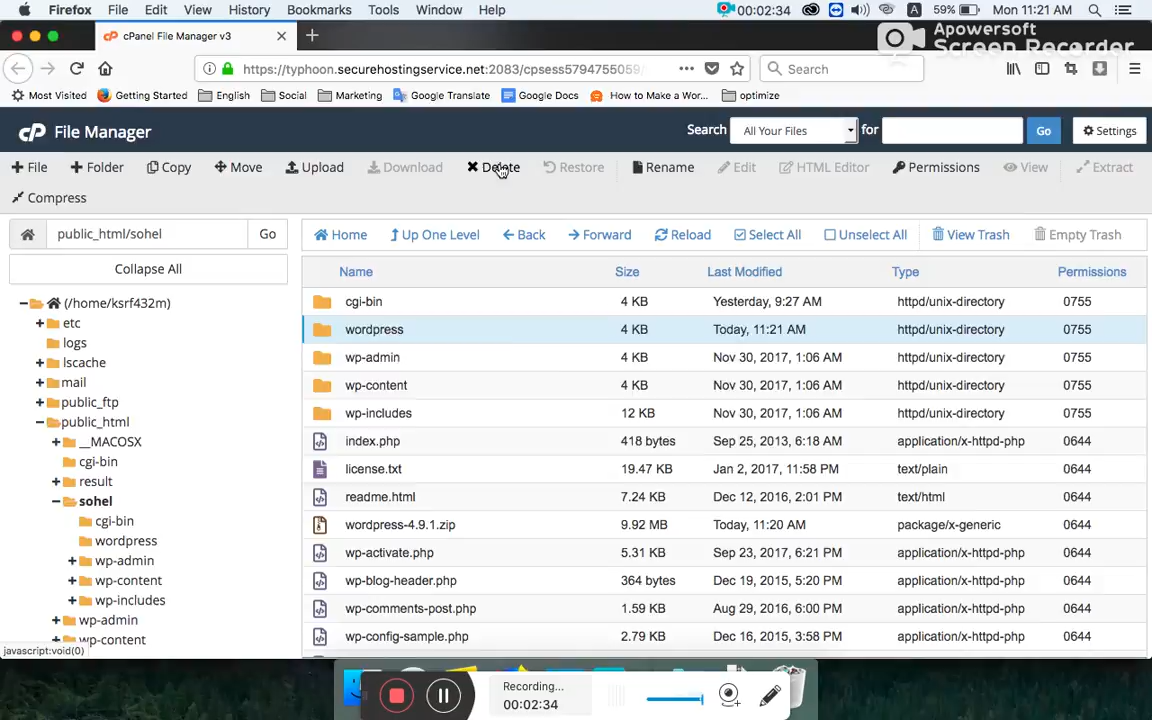 Firefox File Edit View History Bookmarks Tools Window Help 00:02:34 A 59% Mon 11:21 AM
cPanel File Manager v3
Apowersoft
Screen Recorder
https://typhoon.securehostingservice.net:2083/cpsess5794755059/
Search
Most Visited Getting Started English Social Marketing Google Translate Google Docs How to Make a Wor... optimize
cP File Manager
Search All Your Files for Go Settings
File Folder Copy Move Upload Download Delete Restore Rename Edit HTML Editor Permissions View Extract
Compress
public_html/sohel Go
Home Up One Level Back Forward Reload Select All Unselect All View Trash Empty Trash
Collapse All
Name Size Last Modified Type Permissions
(/home/ksrf432m)
etc
logs
lscache
mail
public_ftp
public_html
__MACOSX
cgi-bin
result
sohel
cgi-bin
wordpress
wp-admin
wp-content
wp-includes
wp-admin
wp-content
cgi-bin 4 KB Yesterday, 9:27 AM httpd/unix-directory 0755
wordpress 4 KB Today, 11:21 AM httpd/unix-directory 0755
wp-admin 4 KB Nov 30, 2017, 1:06 AM httpd/unix-directory 0755
wp-content 4 KB Nov 30, 2017, 1:06 AM httpd/unix-directory 0755
wp-includes 12 KB Nov 30, 2017, 1:06 AM httpd/unix-directory 0755
index.php 418 bytes Sep 25, 2013, 6:18 AM application/x-httpd-php 0644
license.txt 19.47 KB Jan 2, 2017, 11:58 PM text/plain 0644
readme.html 7.24 KB Dec 12, 2016, 2:01 PM text/html 0644
wordpress-4.9.1.zip 9.92 MB Today, 11:20 AM package/x-generic 0644
wp-activate.php 5.31 KB Sep 23, 2017, 6:21 PM application/x-httpd-php 0644
wp-blog-header.php 364 bytes Dec 19, 2015, 5:20 PM application/x-httpd-php 0644
wp-comments-post.php 1.59 KB Aug 29, 2016, 6:00 PM application/x-httpd-php 0644
wp-config-sample.php 2.79 KB Dec 16, 2015, 3:58 PM application/x-httpd-php 0644
javascript:void(0)
Recording...
00:02:34